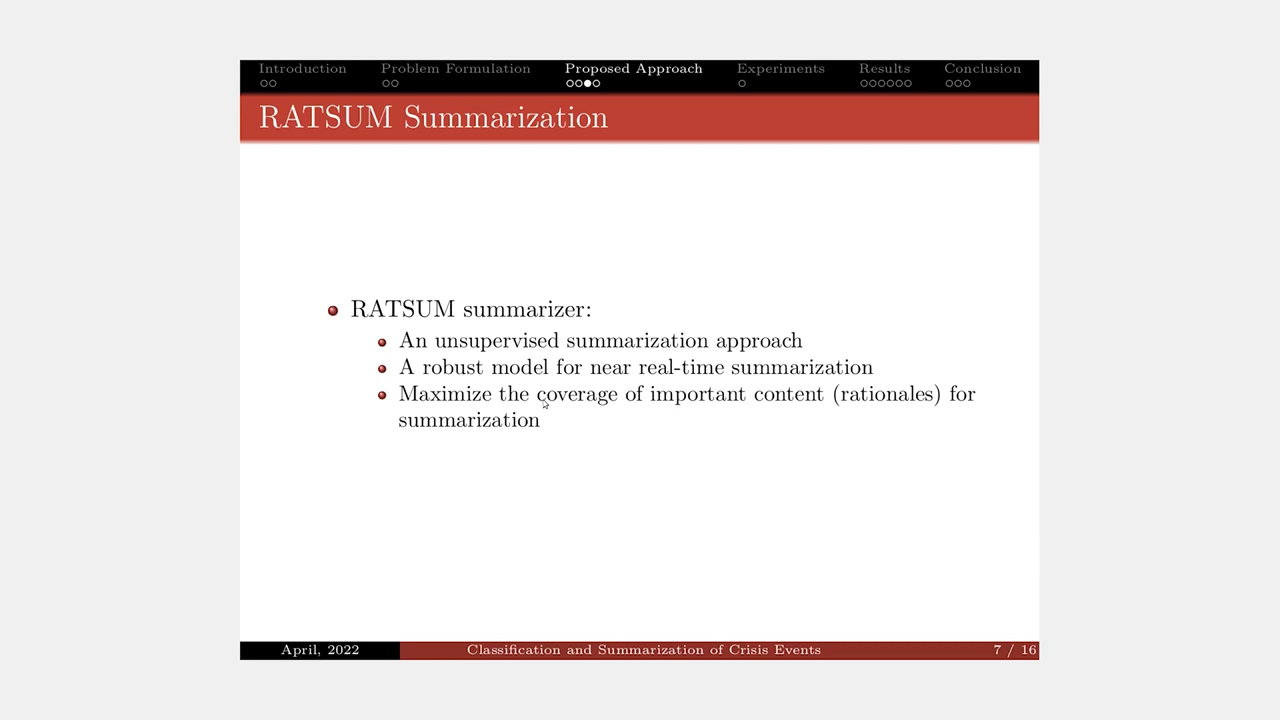 Introduction Problem Formulation Proposed Approach Experiments Results Conclusion
RATSUM Summarization
RATSUM summarizer:
An unsupervised summarization approach
A robust model for near real-time summarization
Maximize the coverage of important content (rationales) for
summarization
April, 2022 Classification and Summarization of Crisis Events 7 / 16